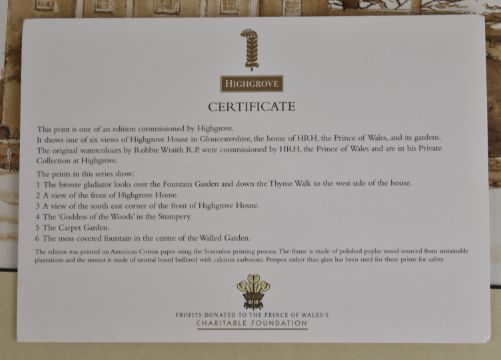 HIGHGROVE
CERTIFICATE
This print is one of an edition commissioned by Highgrove.
It shows one of six views of Highgrove House in Gloucestershire, the home of HRH, the Prince of Wales, and its gardens.
The original watercolours by Robbie Wraith R.P. were commissioned by HRH, the Prince of Wales and are in his Private
Collection at Highgrove.
The prints in this series show:
1 The bronze gladiator looks over the Fountain Garden and down the Thyme Walk to the west side of the house.
2 A view of the front of Highgrove House.
3 A view of the south east corner of the front of Highgrove House.
4 The 'Goddess of the Woods' in the Stumpery.
5 The Carpet Garden.
6 The moss covered fountain in the centre of the Walled Garden.
The edition was printed on American Cotton paper using the printing process. The frame is made of polished poplar wood sourced from sustainable
plantations and the mount is made of neutral board buffered with calcium carbonate. Perspex rather than glass has been used for these prints for safety.
PROFITS DONATED TO THE PRINCE OF WALES'S
CHARITABLE FOUNDATION